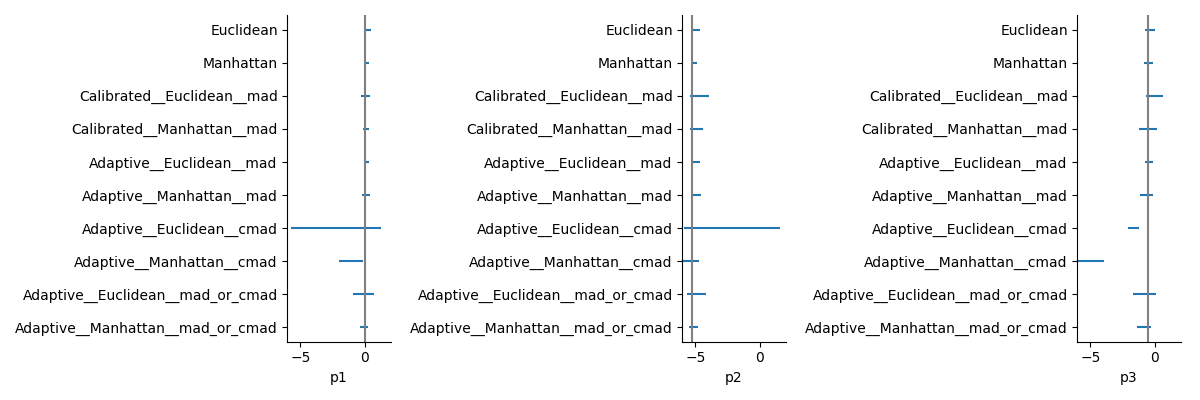 Euclidean
Manhattan
Calibrated__Euclidean__mad
Calibrated__Manhattan__mad
Adaptive__Euclidean__mad
Adaptive__Manhattan__mad
Adaptive__Euclidean__cmad
Adaptive__Manhattan__cmad
Adaptive__Euclidean__mad_or_cmad
Adaptive__Manhattan__mad_or_cmad
−5 0
p1
Euclidean
Manhattan
Calibrated__Euclidean__mad
Calibrated__Manhattan__mad
Adaptive__Euclidean__mad
Adaptive__Manhattan__mad
Adaptive__Euclidean__cmad
Adaptive__Manhattan__cmad
Adaptive__Euclidean__mad_or_cmad
Adaptive__Manhattan__mad_or_cmad
−5 0
p2
Euclidean
Manhattan
Calibrated__Euclidean__mad
Calibrated__Manhattan__mad
Adaptive__Euclidean__mad
Adaptive__Manhattan__mad
Adaptive__Euclidean__cmad
Adaptive__Manhattan__cmad
Adaptive__Euclidean__mad_or_cmad
Adaptive__Manhattan__mad_or_cmad
−5 0
p3